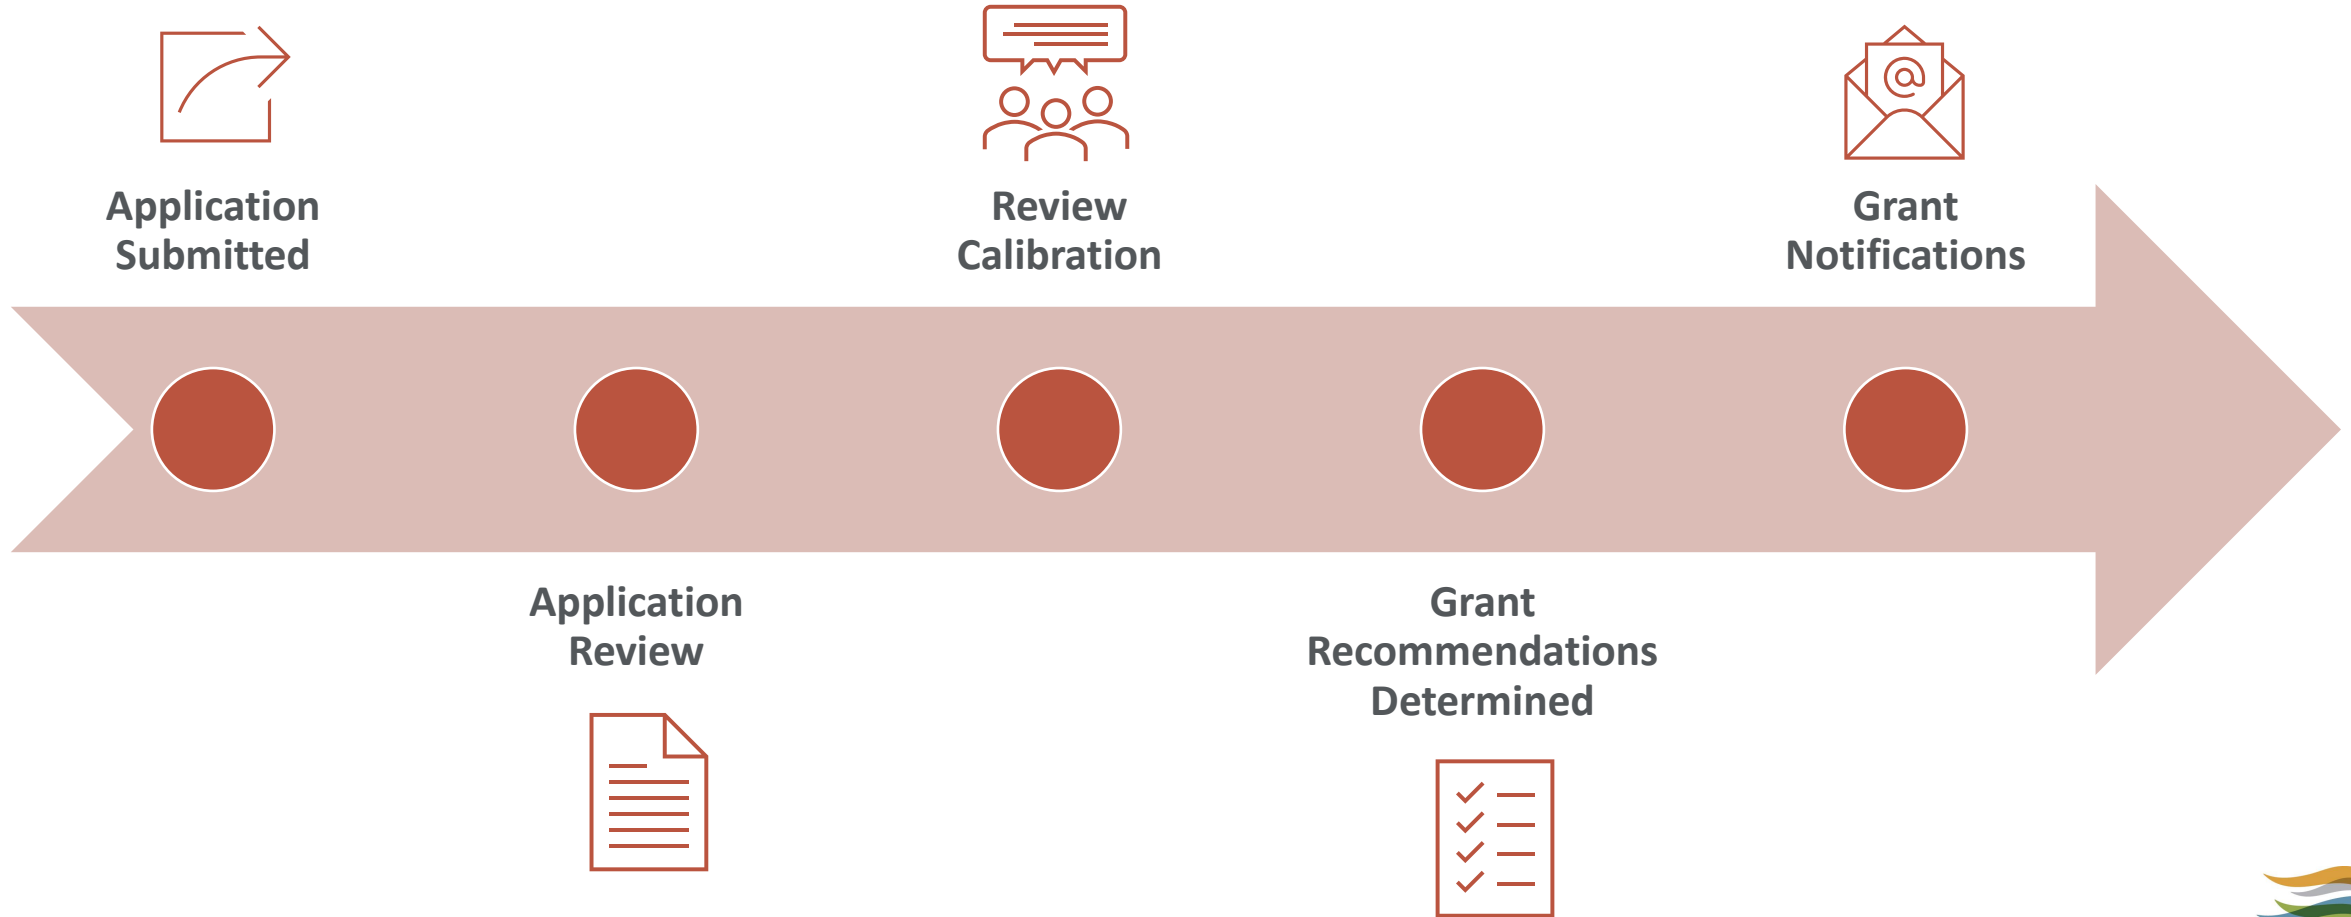 Application
Submitted
Application
Review
Review
Calibration
Grant
Recommendations
Determined
Grant
Notifications